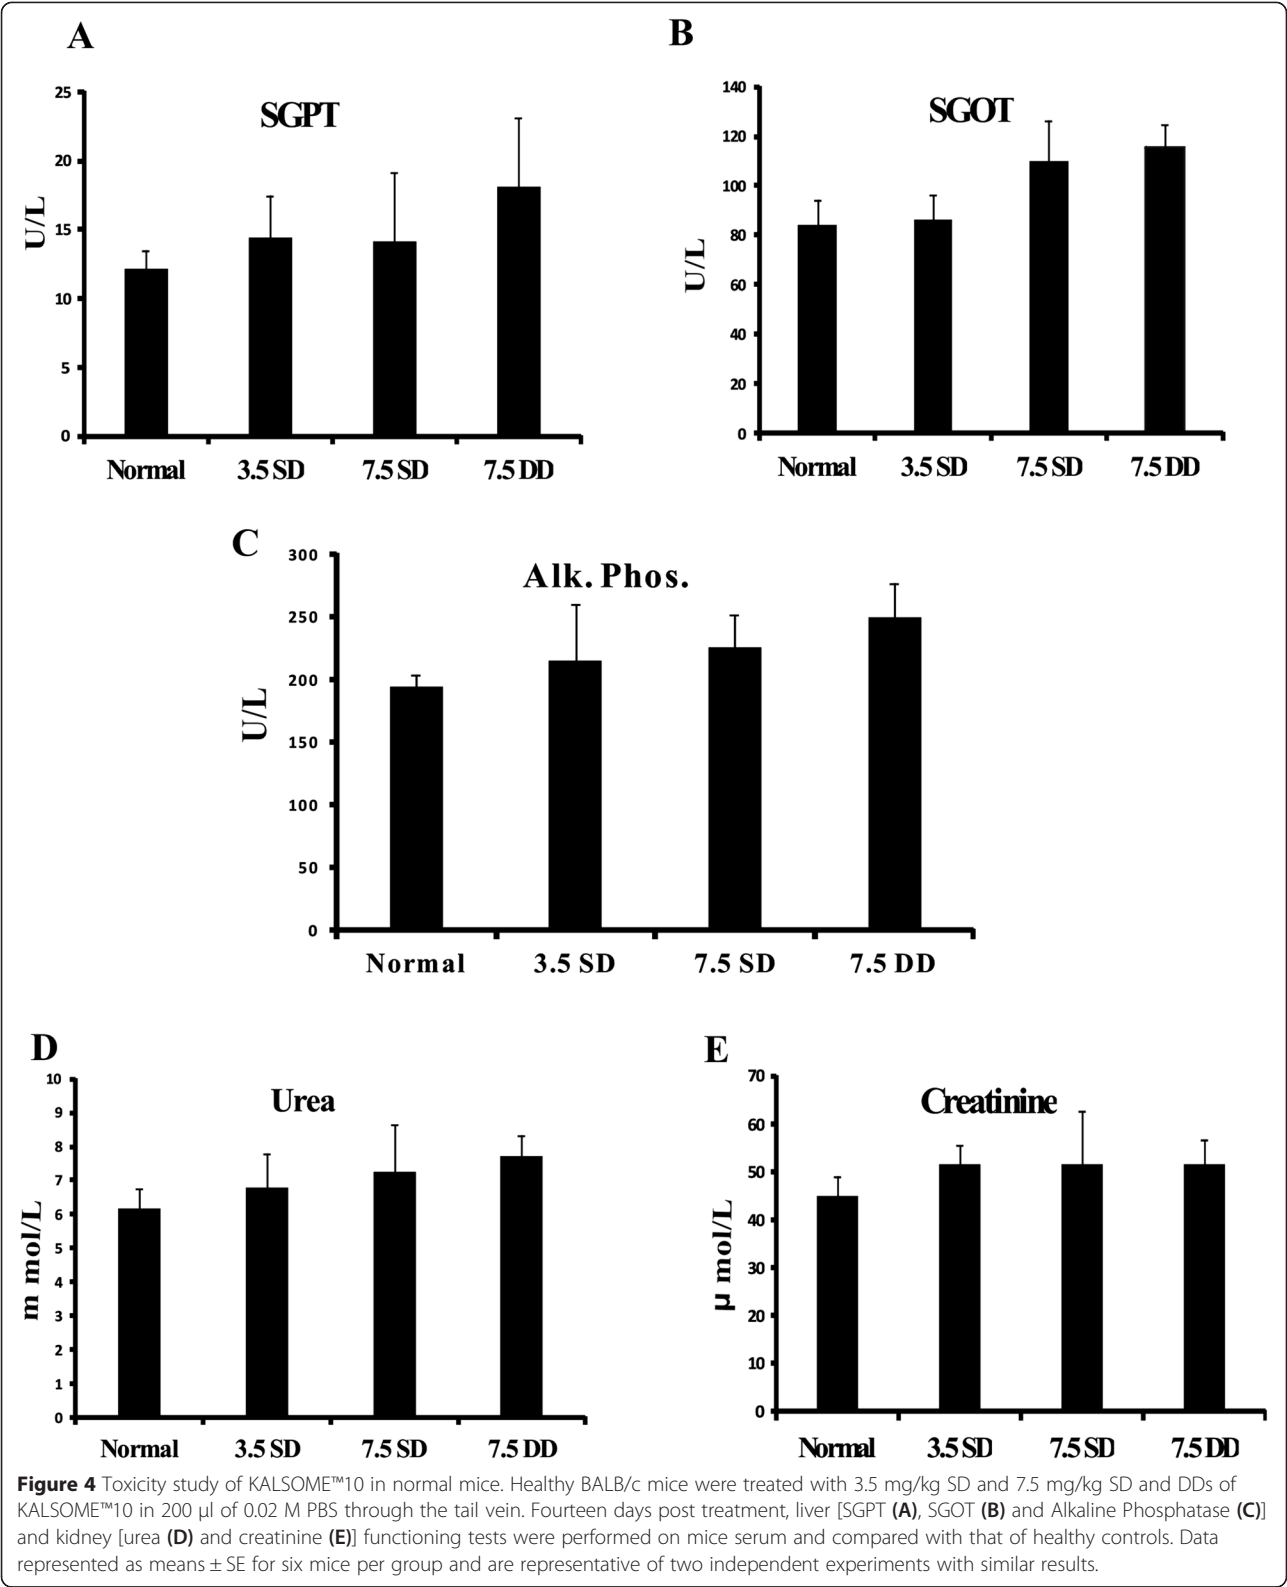 A
SGPT
U/L
25
20
15
10
5
0
Normal 3.5 SD 7.5 SD 7.5 DD
B
SGOT
U/L
140
120
100
80
60
40
20
0
Normal 3.5 SD 7.5 SD 7.5 DD
C
Alk. Phos.
U/L
300
250
200
150
100
50
0
Normal 3.5 SD 7.5 SD 7.5 DD
D
Urea
m mol/L
10
9
8
7
6
5
4
3
2
1
0
Normal 3.5 SD 7.5 SD 7.5 DD
E
Creatinine
µ mol/L
70
60
50
40
30
20
10
0
Normal 3.5 SD 7.5 SD 7.5 DD
Figure 4 Toxicity study of KALSOME™10 in normal mice. Healthy BALB/c mice were treated with 3.5 mg/kg SD and 7.5 mg/kg SD and DDs of
KALSOME™10 in 200 µl of 0.02 M PBS through the tail vein. Fourteen days post treatment, liver [SGPT (A), SGOT (B) and Alkaline Phosphatase (C)]
and kidney [urea (D) and creatinine (E)] functioning tests were performed on mice serum and compared with that of healthy controls. Data
represented as means ± SE for six mice per group and are representative of two independent experiments with similar results.